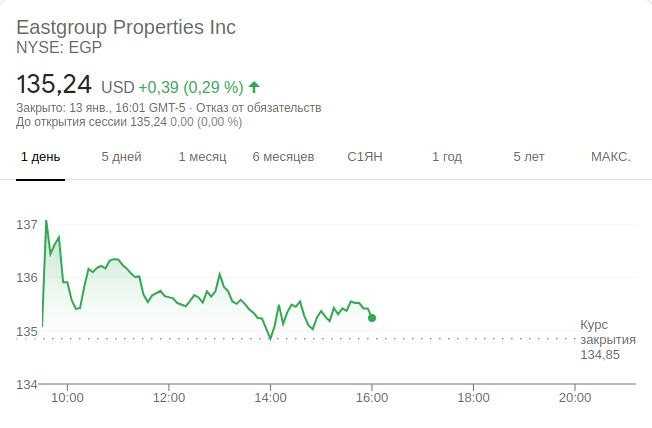 Eastgroup Properties Inc
NYSE: EGP
135,24 USD +0,39 (0,29 %)
Закрыто: 13 янв., 16:01 GMT-5 · Отказ от обязательств
До открытия сессии 135,24 0,00 (0,00 %)
1 день 5 дней 1 месяц 6 месяцев С1ЯН 1 год 5 лет МАКС.
137
136
135
134
Курс
закрытия
134,85
10:00 12:00 14:00 16:00 18:00 20:00